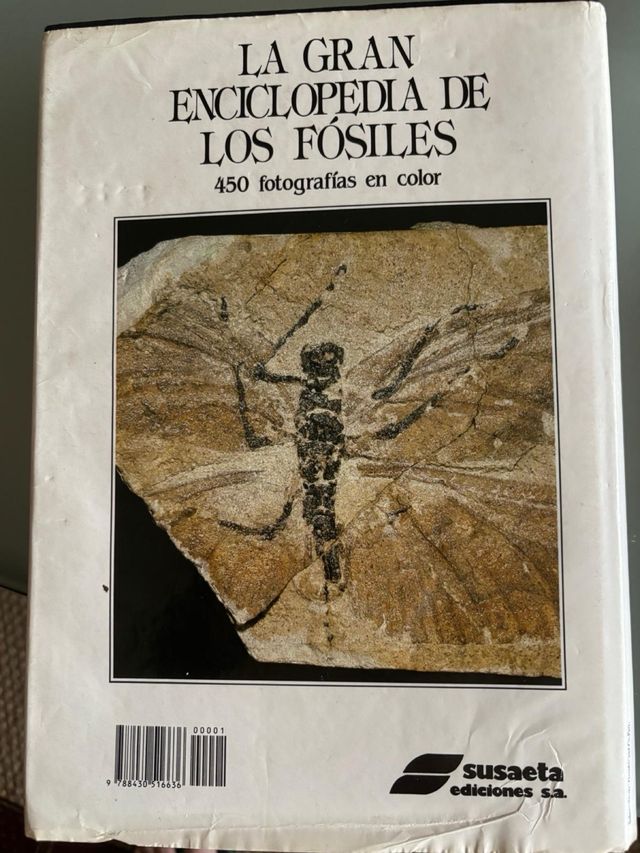 LA GRAN
ENCICLOPEDIA DE
LOS FÓSILES
450 fotografías en color
00001
9 788430 516636
susaeta
ediciones s.a.